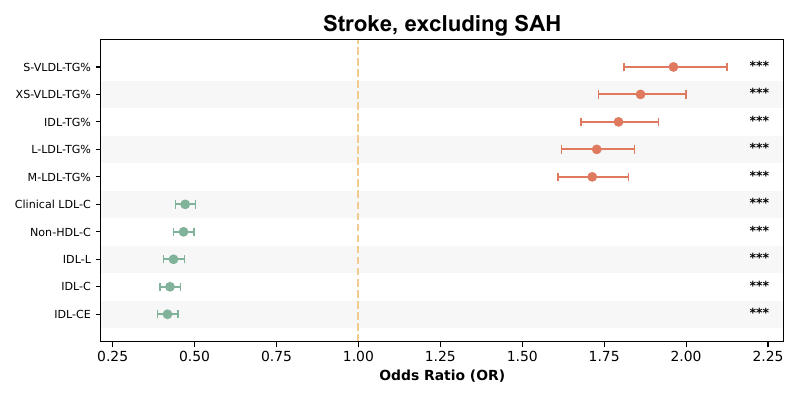 Stroke, excluding SAH
S-VLDL-TG% ***
XS-VLDL-TG% ***
IDL-TG% ***
L-LDL-TG% ***
M-LDL-TG% ***
Clinical LDL-C ***
Non-HDL-C ***
IDL-L ***
IDL-C ***
IDL-CE ***
0.25 0.50 0.75 1.00 1.25 1.50 1.75 2.00 2.25
Odds Ratio (OR)